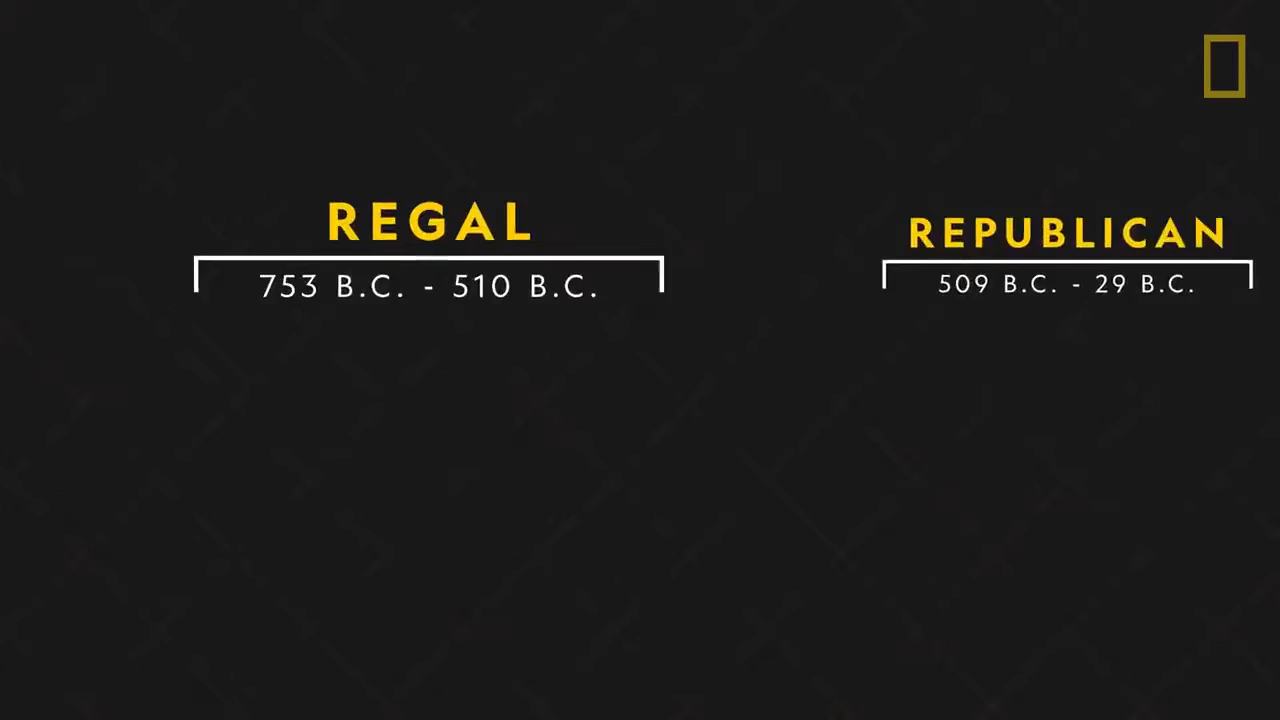 REGAL
753 B.C. - 510 B.C.
REPUBLICAN
509 B.C. - 29 B.C.